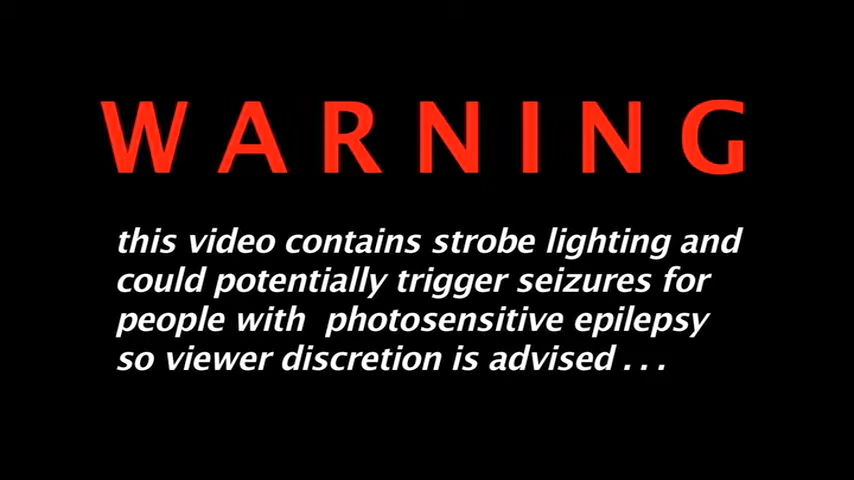 WARNING
this video contains strobe lighting and
could potentially trigger seizures for
people with photosensitive epilepsy
so viewer discretion is advised . . .